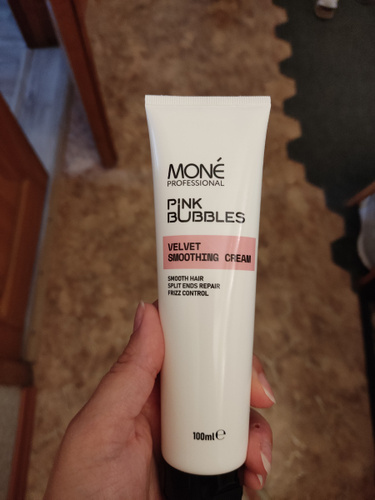 MONÉ
PROFESSIONAL
PINK
BUBBLES
VELVET
SMOOTHING CREAM
SMOOTH HAIR
SPLIT ENDS REPAIR
FRIZZ CONTROL
100ml℮